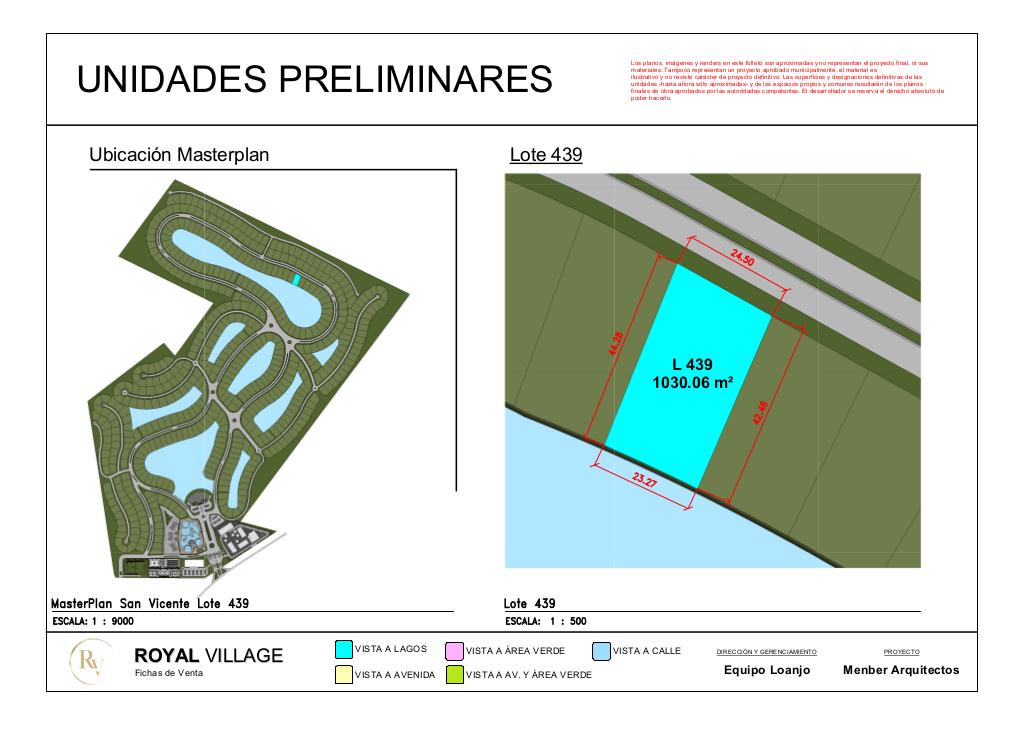 UNIDADES PRELIMINARES
Los planos, imágenes y renders en este folleto son aproximadas y no representan el proyecto final, ni sus
materiales. Tampoco representan un proyecto aprobado municipalmente, el material es
ilustrativo y no reviste carácter de proyecto definitivo. Las superficies y designaciones definitivas de las
unidades -hasta ahora sólo aproximadas- y de los espacios propios y comunes resultarán de los planos
finales de obra aprobados por las autoridades competentes. El desarrollador se reserva el derecho absoluto de
poder hacerlo.
Ubicación Masterplan
Lote 439
24.50
44.28
L 439
1030.06 m²
42.46
23.27
MasterPlan San Vicente Lote 439
ESCALA: 1 : 9000
Lote 439
ESCALA: 1 : 500
RV
ROYAL VILLAGE
Fichas de Venta
VISTA A LAGOS
VISTA A ÁREA VERDE
VISTA A CALLE
VISTA A AVENIDA
VISTA A AV. Y ÁREA VERDE
DIRECCIÓN Y GERENCIAMIENTO
Equipo Loanjo
PROYECTO
Menber Arquitectos